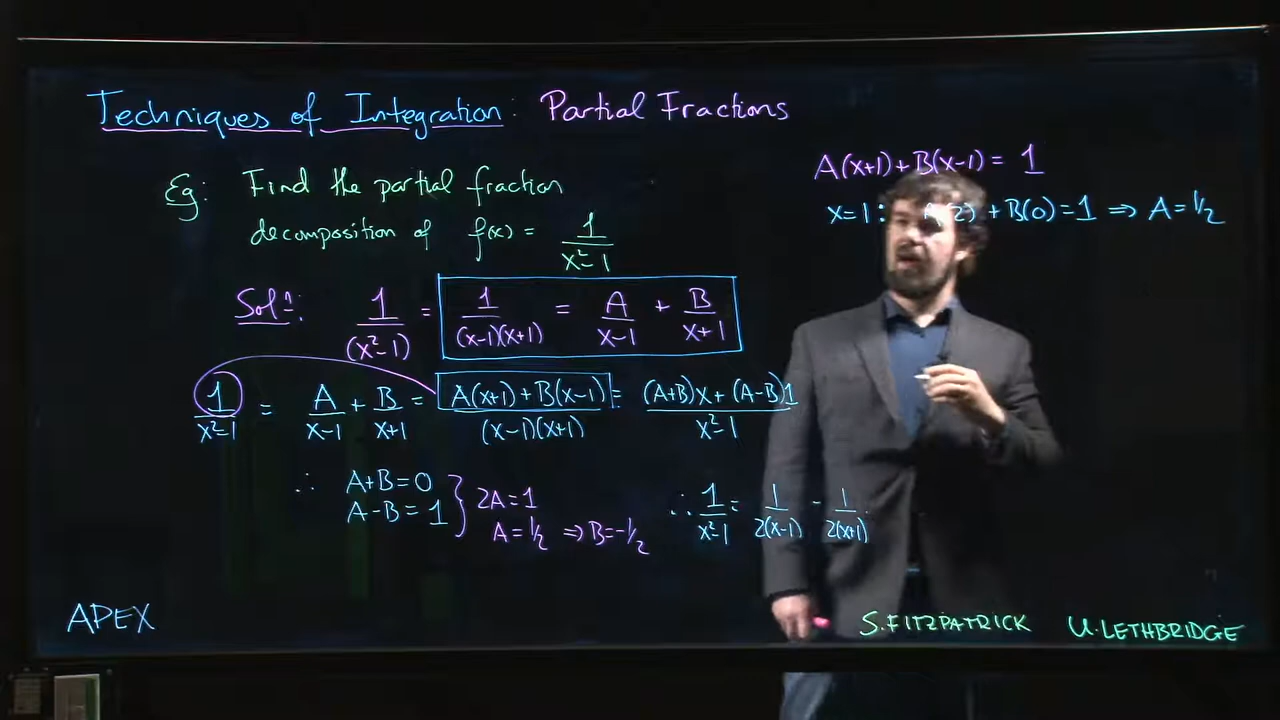 Techniques of Integration: Partial Fractions
Eg: Find the partial fraction
decomposition of f(x) = 1/(x²-1)
Solⁿ: 1/(x²-1) = 1/((x-1)(x+1)) = A/(x-1) + B/(x+1)
1/(x²-1) = A/(x-1) + B/(x+1) = (A(x+1)+B(x-1))/((x-1)(x+1)) = ((A+B)x+(A-B)1)/(x²-1)
∴ A+B=0
A-B=1
2A=1
A=1/2 ⇒ B=-1/2
∴ 1/(x²-1) = 1/(2(x-1)) - 1/(2(x+1))
A(x+1)+B(x-1)= 1
x=1: A(2)+B(0)=1 ⇒ A=1/2
APEX
S.FITZPATRICK U.LETHBRIDGE